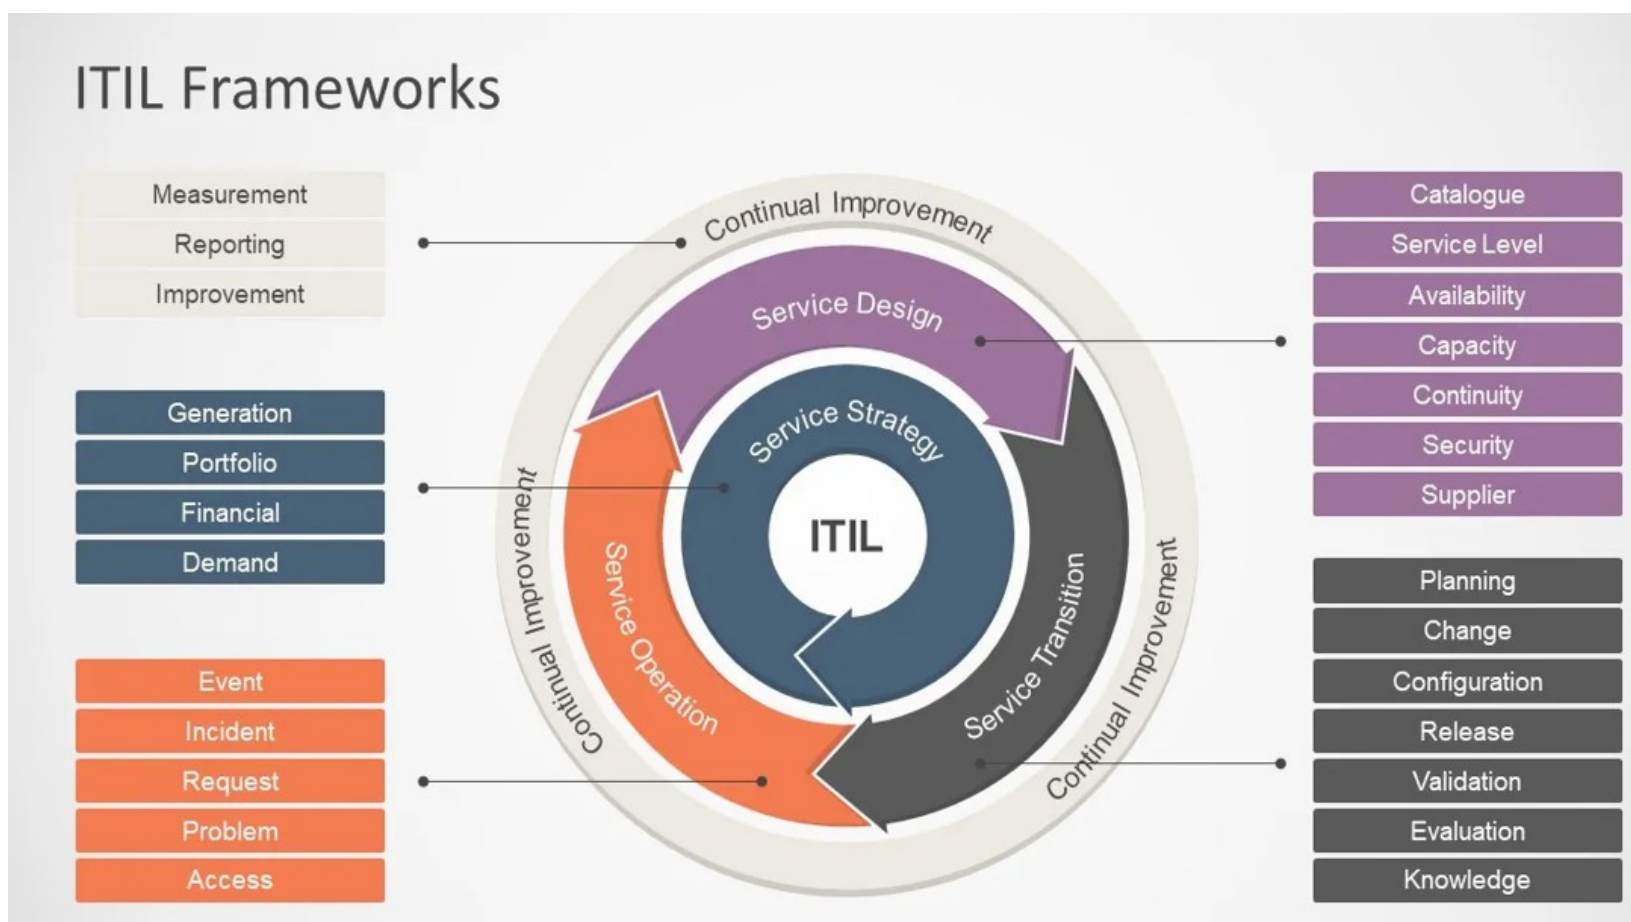 ITIL Frameworks
Measurement
Reporting
Improvement
Generation
Portfolio
Financial
Demand
Event
Incident
Request
Problem
Access
Continual Improvement
Service Design
Service Strategy
ITIL
Service Operation
Service Transition
Continual Improvement
Continual Improvement
Catalogue
Service Level
Availability
Capacity
Continuity
Security
Supplier
Planning
Change
Configuration
Release
Validation
Evaluation
Knowledge